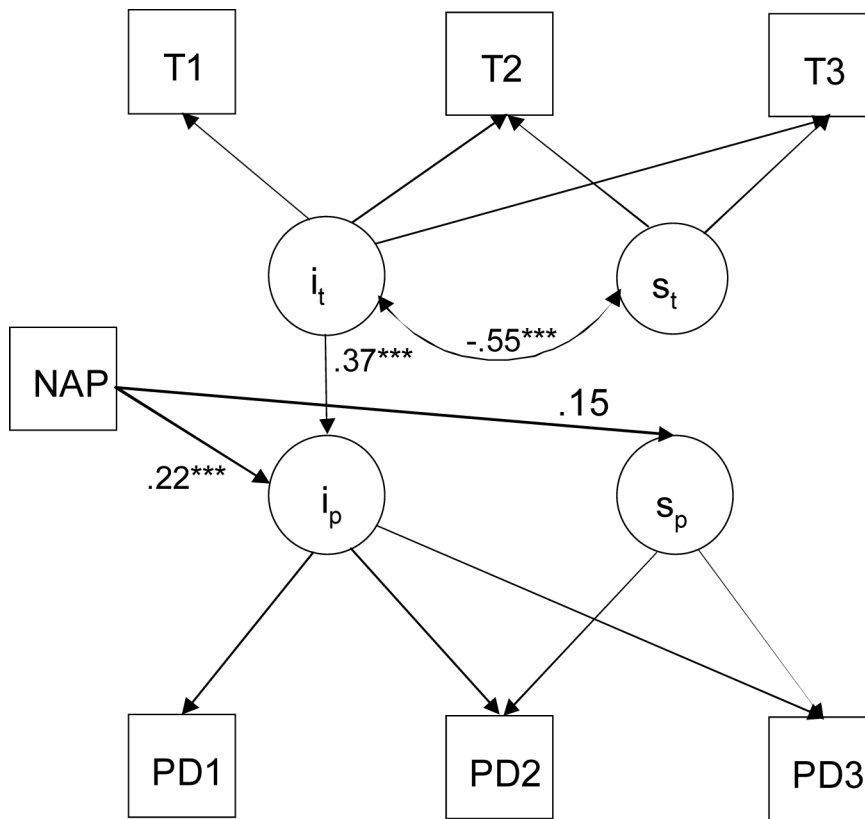 T1
T2
T3
iₜ
sₜ
-.55***
.37***
NAP
.15
.22***
iₚ
sₚ
PD1
PD2
PD3